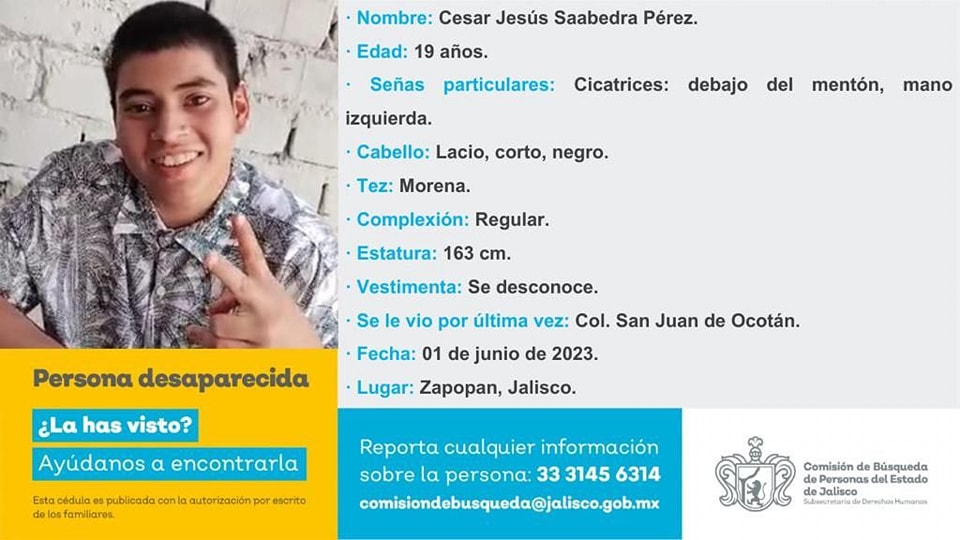 · Nombre: Cesar Jesús Saabedra Pérez.
· Edad: 19 años.
· Señas particulares: Cicatrices: debajo del mentón, mano
izquierda.
· Cabello: Lacio, corto, negro.
· Tez: Morena.
· Complexión: Regular.
· Estatura: 163 cm.
· Vestimenta: Se desconoce.
· Se le vio por última vez: Col. San Juan de Ocotán.
· Fecha: 01 de junio de 2023.
· Lugar: Zapopan, Jalisco.
Persona desaparecida
¿La has visto?
Ayúdanos a encontrarla
Esta cédula es publicada con la autorización por escrito
de los familiares.
Reporta cualquier información
sobre la persona: 33 3145 6314
comisiondebusqueda@jalisco.gob.mx
Comisión de Búsqueda
de Personas del Estado
de Jalisco
Subsecretaría de Derechos Humanos